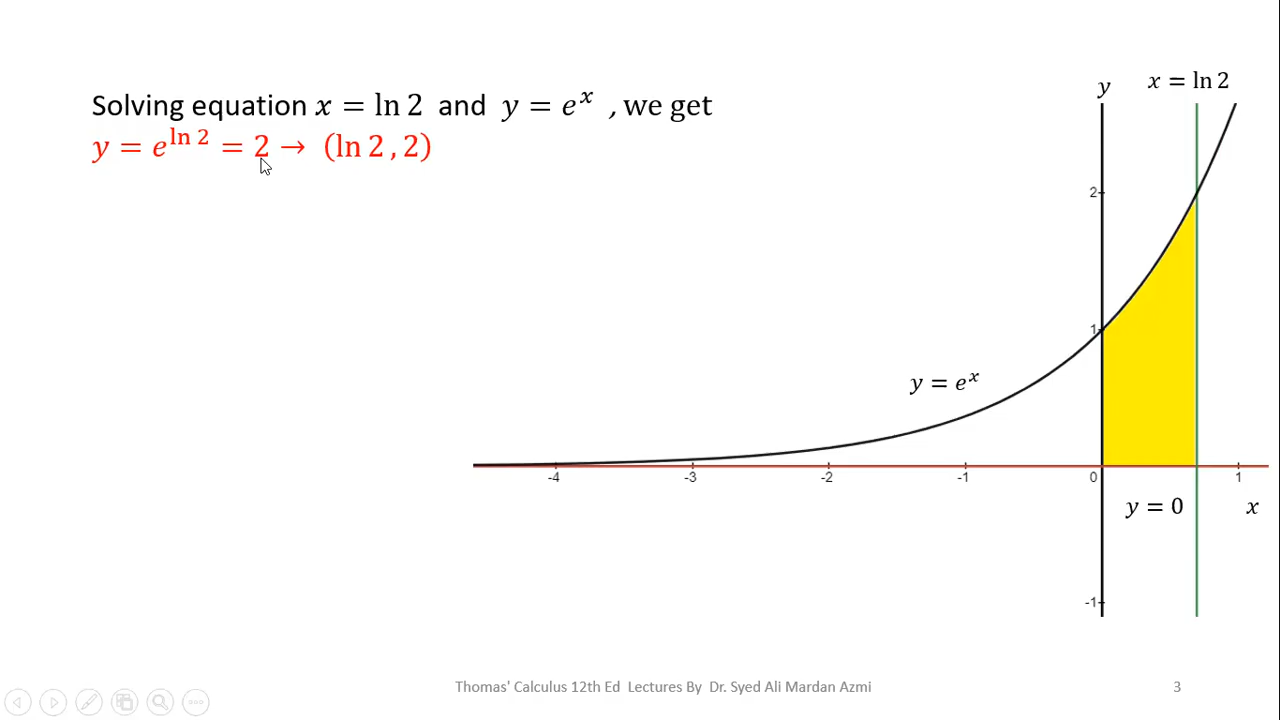 Solving equation x = ln 2 and y = e^x , we get
y = e^{ln 2} = 2 → (ln 2 , 2)
y
x = ln 2
2
1
y = e^x
-4 -3 -2 -1 0 1
y = 0
x
-1
Thomas' Calculus 12th Ed Lectures By Dr. Syed Ali Mardan Azmi
3